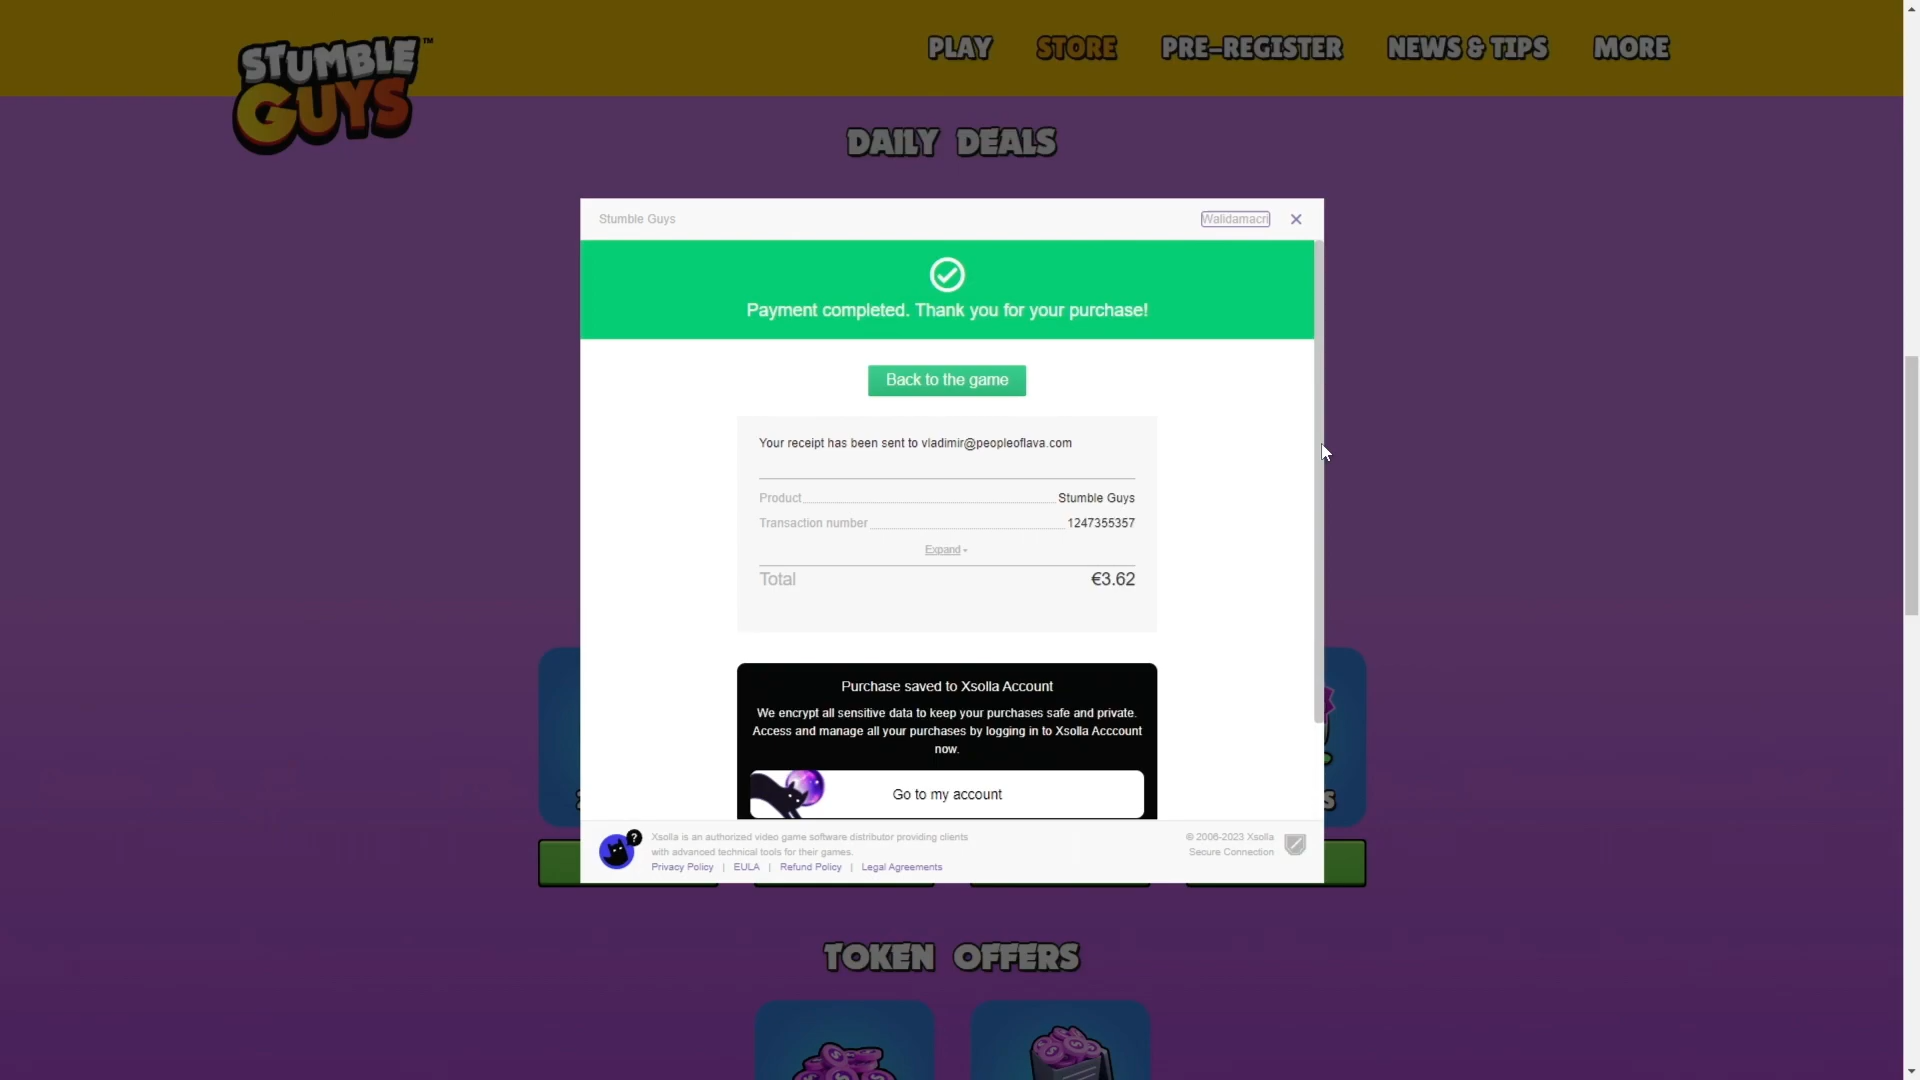 STUMBLE GUYS™
PLAY STORE PRE-REGISTER NEWS & TIPS MORE
DAILY DEALS
Stumble Guys
Walidamacri
Payment completed. Thank you for your purchase!
Back to the game
Your receipt has been sent to vladimir@peopleoflava.com
Product Stumble Guys
Transaction number 1247355357
Expand
Total €3.62
Purchase saved to Xsolla Account
We encrypt all sensitive data to keep your purchases safe and private.
Access and manage all your purchases by logging in to Xsolla Acccount
now.
Go to my account
Xsolla is an authorized video game software distributor providing clients
with advanced technical tools for their games.
Privacy Policy | EULA | Refund Policy | Legal Agreements
© 2006-2023 Xsolla
Secure Connection
TOKEN OFFERS